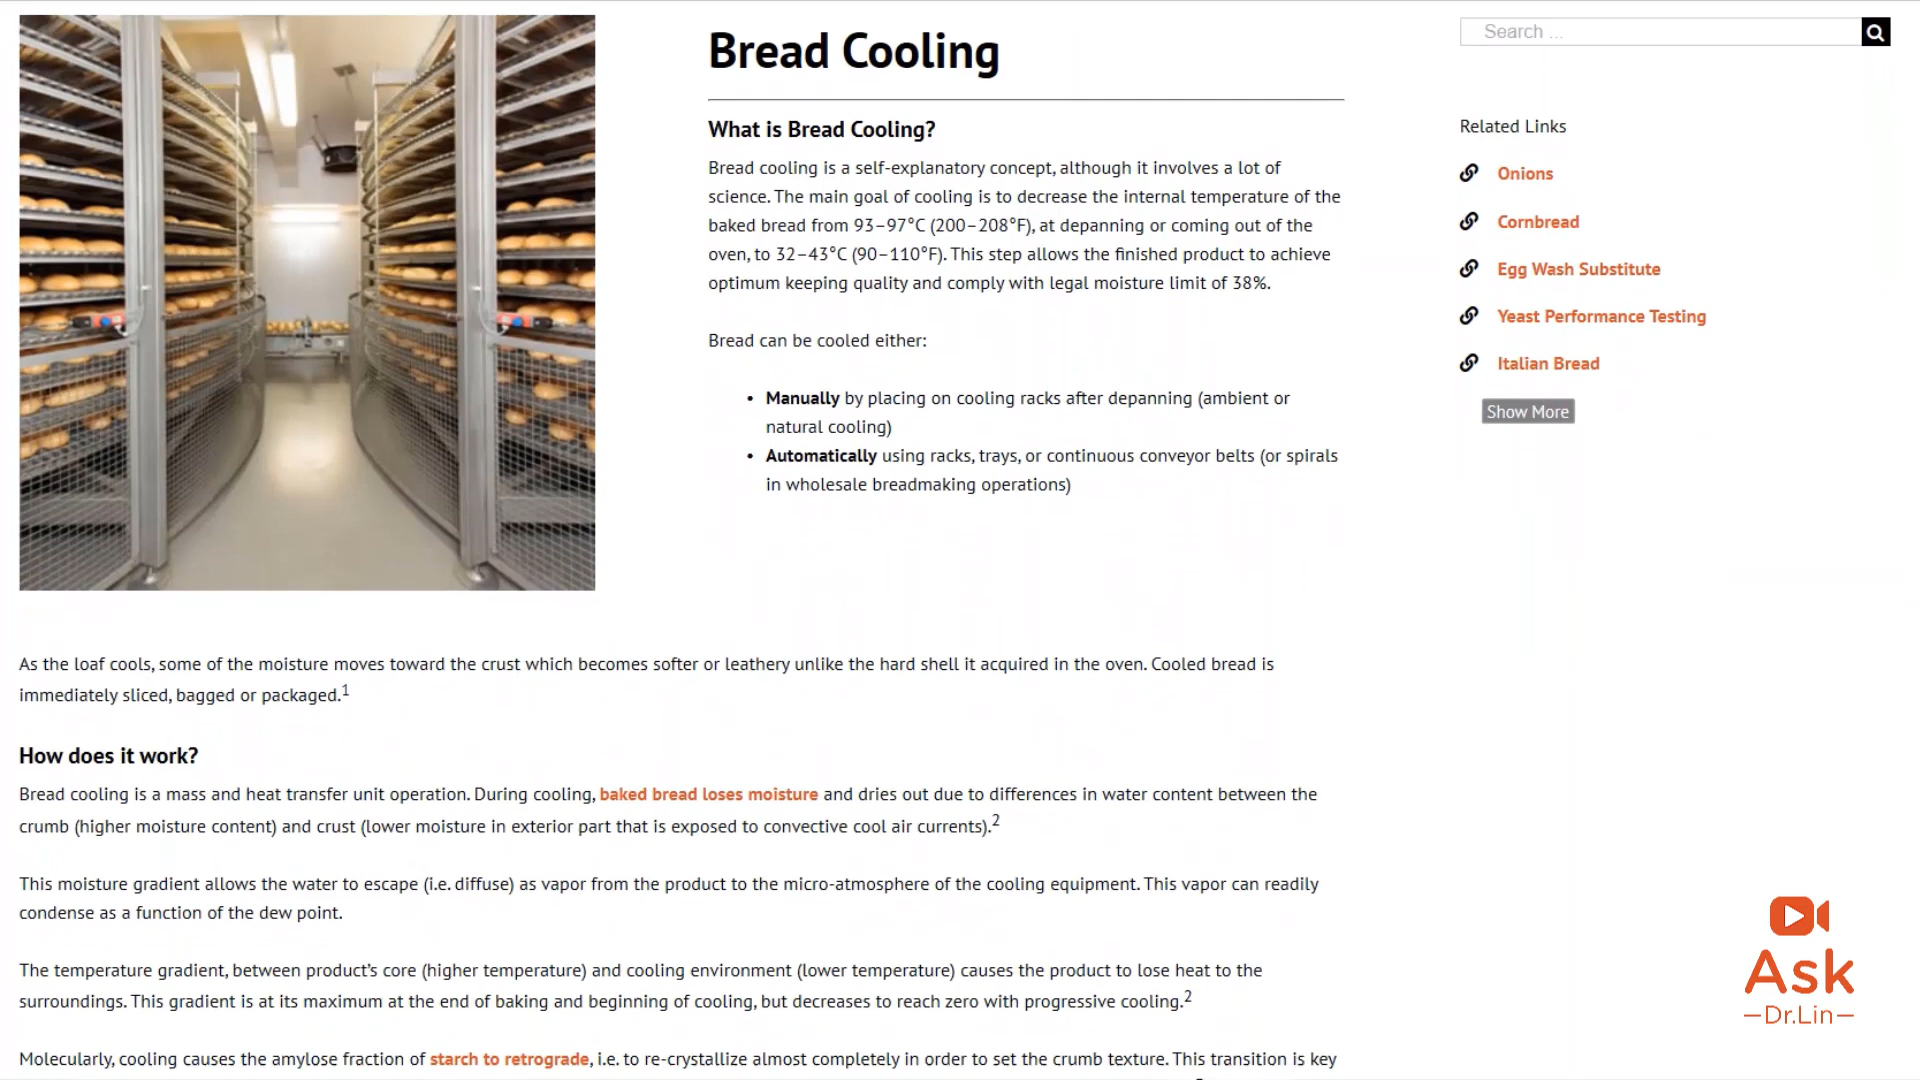 Bread Cooling
What is Bread Cooling?
Bread cooling is a self-explanatory concept, although it involves a lot of
science. The main goal of cooling is to decrease the internal temperature of the
baked bread from 93–97°C (200–208°F), at depanning or coming out of the
oven, to 32–43°C (90–110°F). This step allows the finished product to achieve
optimum keeping quality and comply with legal moisture limit of 38%.
Bread can be cooled either:
• Manually by placing on cooling racks after depanning (ambient or
natural cooling)
• Automatically using racks, trays, or continuous conveyor belts (or spirals
in wholesale breadmaking operations)
As the loaf cools, some of the moisture moves toward the crust which becomes softer or leathery unlike the hard shell it acquired in the oven. Cooled bread is
immediately sliced, bagged or packaged.1
How does it work?
Bread cooling is a mass and heat transfer unit operation. During cooling, baked bread loses moisture and dries out due to differences in water content between the
crumb (higher moisture content) and crust (lower moisture in exterior part that is exposed to convective cool air currents).2
This moisture gradient allows the water to escape (i.e. diffuse) as vapor from the product to the micro-atmosphere of the cooling equipment. This vapor can readily
condense as a function of the dew point.
The temperature gradient, between product's core (higher temperature) and cooling environment (lower temperature) causes the product to lose heat to the
surroundings. This gradient is at its maximum at the end of baking and beginning of cooling, but decreases to reach zero with progressive cooling.2
Molecularly, cooling causes the amylose fraction of starch to retrograde, i.e. to re-crystallize almost completely in order to set the crumb texture. This transition is key
Search ...
Related Links
Onions
Cornbread
Egg Wash Substitute
Yeast Performance Testing
Italian Bread
Show More
Ask
—Dr.Lin—